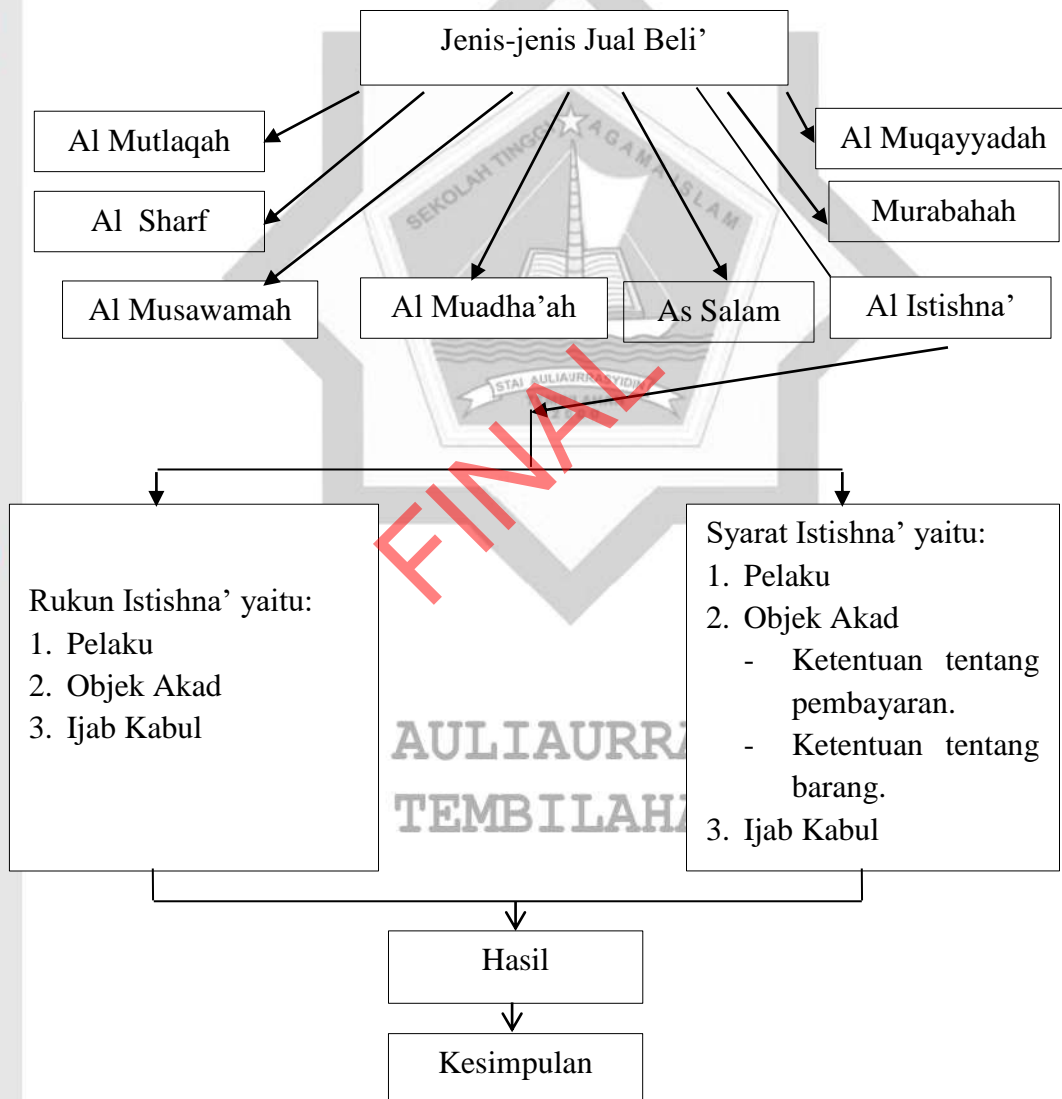 Jenis-jenis Jual Beli’
Al Mutlaqah
Al Muqayyadah
Al Sharf
Murabahah
Al Musawamah
Al Muadha’ah
As Salam
Al Istishna’
SEKOLAH TINGGI AGAMA ISLAM
STAI AULIAURRASYIDIN
FINAL
Rukun Istishna’ yaitu:
1. Pelaku
2. Objek Akad
3. Ijab Kabul
Syarat Istishna’ yaitu:
1. Pelaku
2. Objek Akad
- Ketentuan tentang
pembayaran.
- Ketentuan tentang
barang.
3. Ijab Kabul
AULIAURRA
TEMBILAHA
Hasil
Kesimpulan